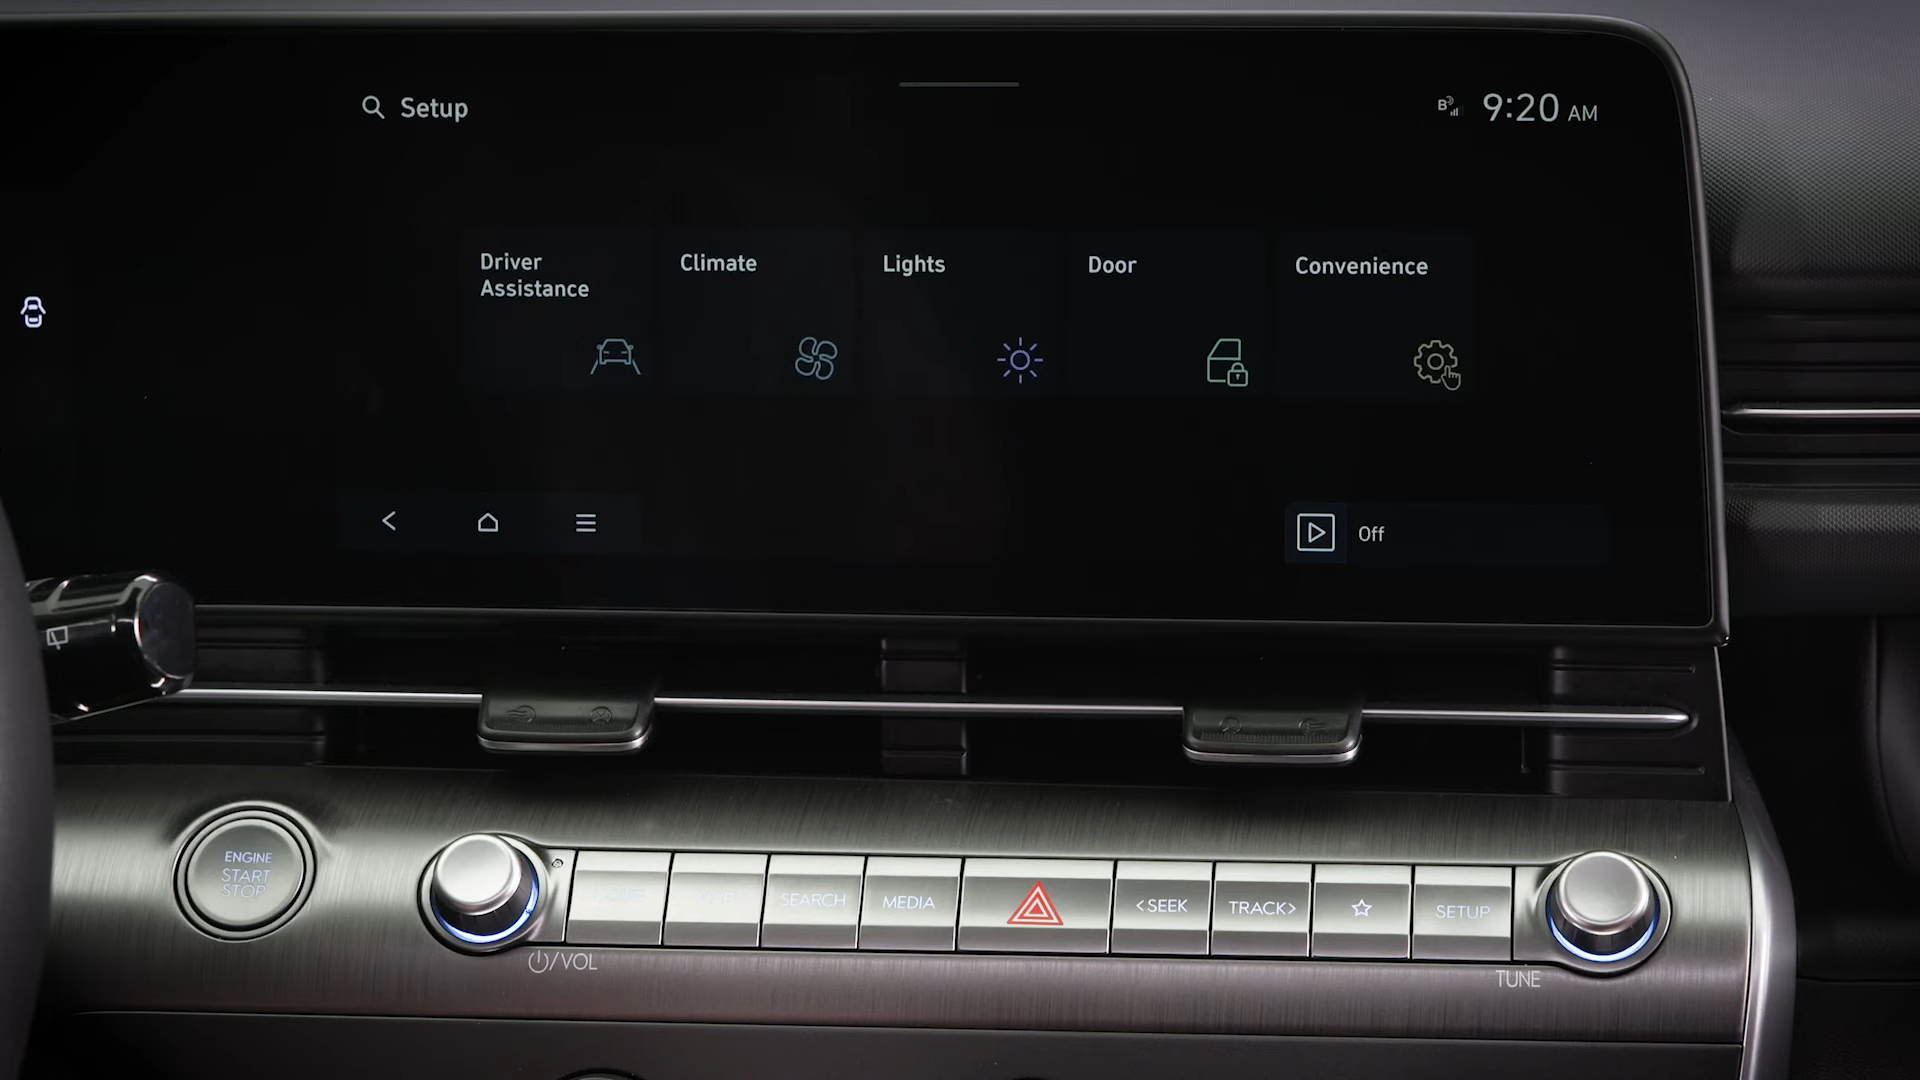 Setup
9:20 AM
Driver
Assistance
Climate
Lights
Door
Convenience
Off
ENGINE
START
STOP
SEARCH
MEDIA
<SEEK
TRACK>
SETUP
/VOL
TUNE